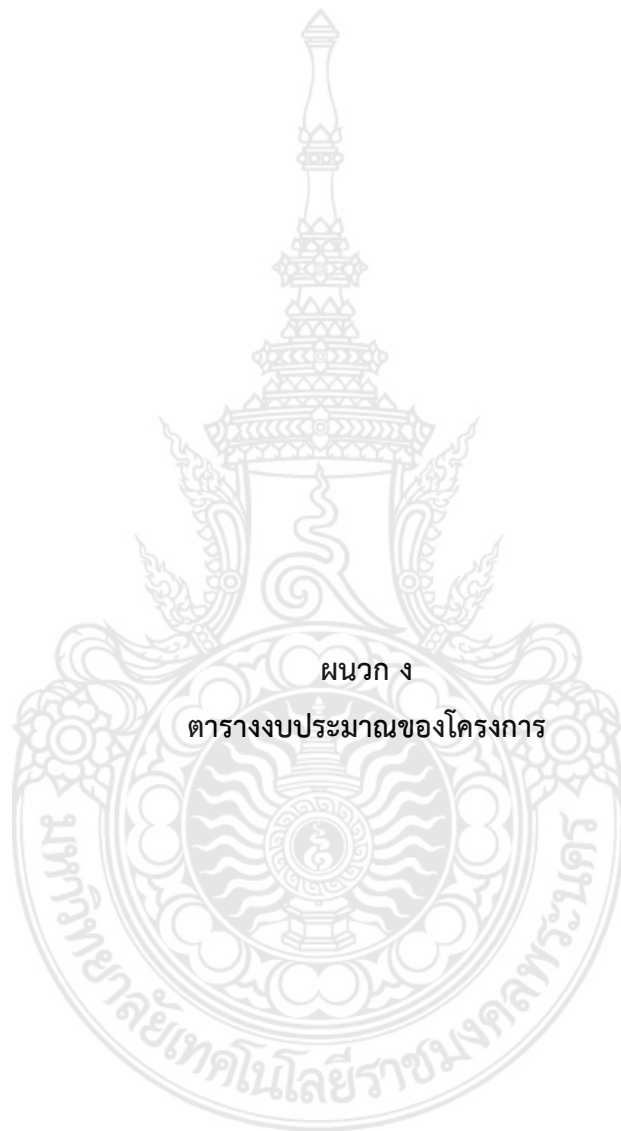 ผนวก ง
ตารางงบประมาณของโครงการ
มหาวิทยาลัยเทคโนโลยีราชมงคลพระนคร